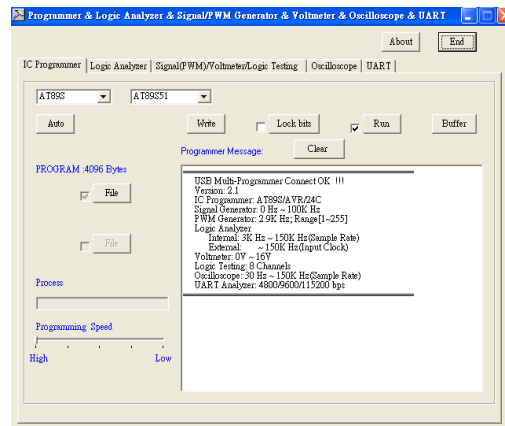 Programmer & Logic Analyzer & Signal/PWM Generator & Voltmeter & Oscilloscope & UART
About End
IC Programmer Logic Analyzer Signal(PWM)/Voltmeter/Logic Testing Oscilloscope UART
AT89S AT89S51
Auto Write Lock bits Run Buffer
Programmer Message: Clear
PROGRAM :4096 Bytes
File
File
Process
Programming Speed
High Low
USB Multi-Programmer Connect OK !!!
Version: 2.1
IC Programmer: AT89S/AVR/24C
Signal Generator: 0 Hz ~ 100K Hz
PWM Generator: 2.9K Hz; Range[1~255]
Logic Analyzer
Internal: 3K Hz ~ 150K Hz(Sample Rate)
External: ~ 150K Hz(Input Clock)
Voltmeter: 0V ~ 16V
Logic Testing: 8 Channels
Oscilloscope: 30 Hz ~ 150K Hz(Sample Rate)
UART Analyzer: 4800/9600/115200 bps